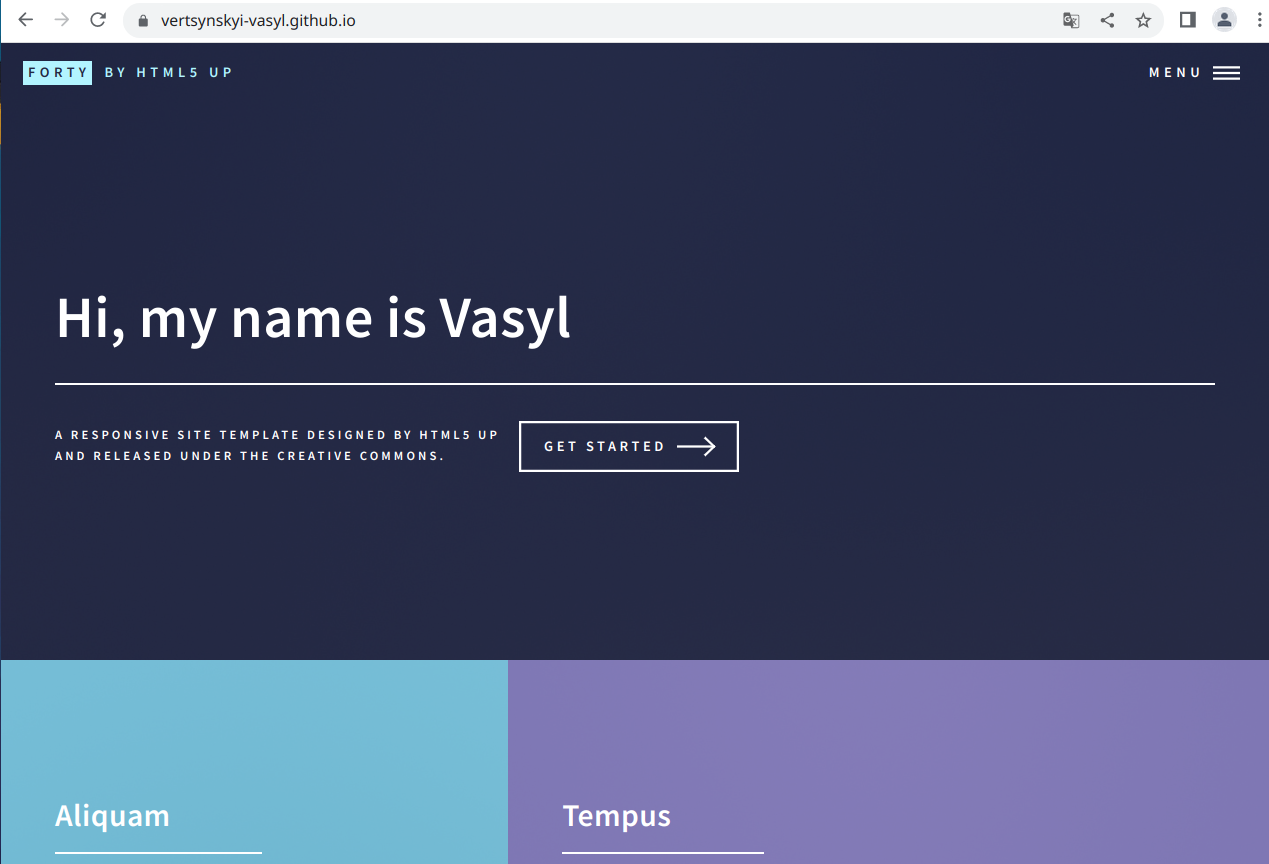 vertsynskyi-vasyl.github.io
FORTY BY HTML5 UP
MENU
Hi, my name is Vasyl
A RESPONSIVE SITE TEMPLATE DESIGNED BY HTML5 UP
AND RELEASED UNDER THE CREATIVE COMMONS.
GET STARTED
Aliquam
Tempus